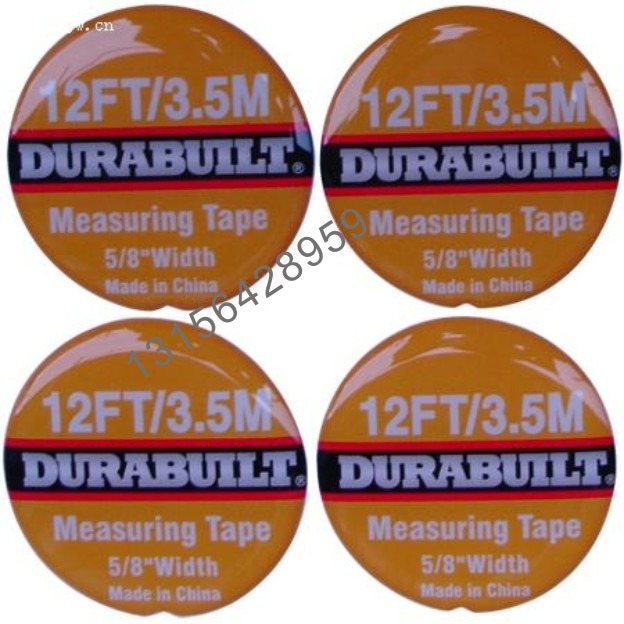 12FT/3.5M
DURABUILT®
Measuring Tape
5/8"Width
Made in China
12FT/3.5M
DURABUILT®
Measuring Tape
5/8"Width
Made in China
13156428959
12FT/3.5M
DURABUILT®
Measuring Tape
5/8"Width
Made in China
12FT/3.5M
DURABUILT®
Measuring Tape
5/8"Width
Made in China